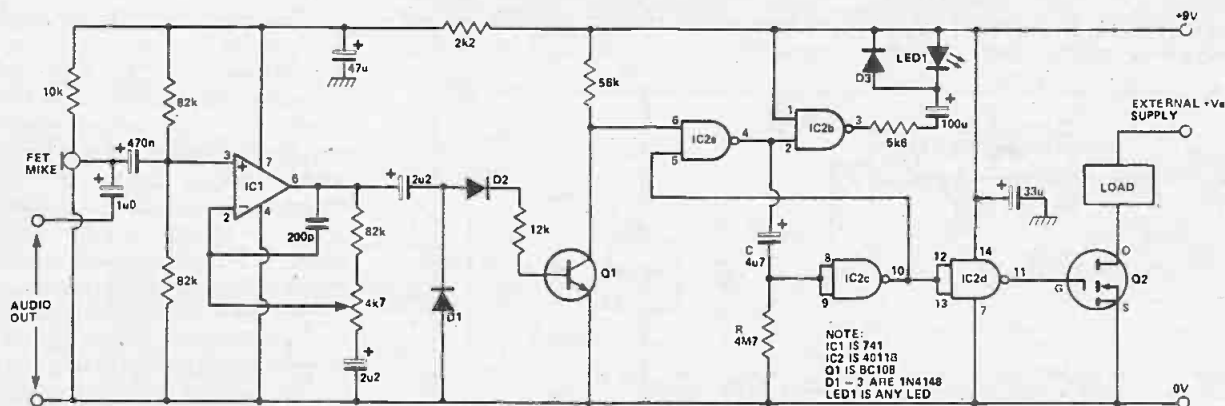 +9V
2k2
47u
10k
82k
56k
D3
LED1
100u
EXTERNAL +Ve
SUPPLY
FET
MIKE
470n
1u0
3
7
IC1
6
2
4
200p
2u2
D2
12k
82k
6
5
IC2a
4
1
2
IC2b
3
5k6
LOAD
33u
C
4u7
82k
4k7
D1
Q1
8
9
IC2c
10
12
13
14
IC2d
11
7
G
D
S
Q2
AUDIO
OUT
2u2
R
4M7
NOTE:
IC1 IS 741
IC2 IS 4011B
Q1 IS BC108
D1 – 3 ARE 1N4148
LED1 IS ANY LED
0V